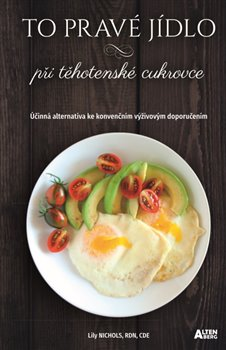 TO PRAVÉ JÍDLO
při těhotenské cukrovce
Účinná alternativa ke konvenčním výživovým doporučením
Lily NICHOLS, RDN, CDE
ALTEN
BERG